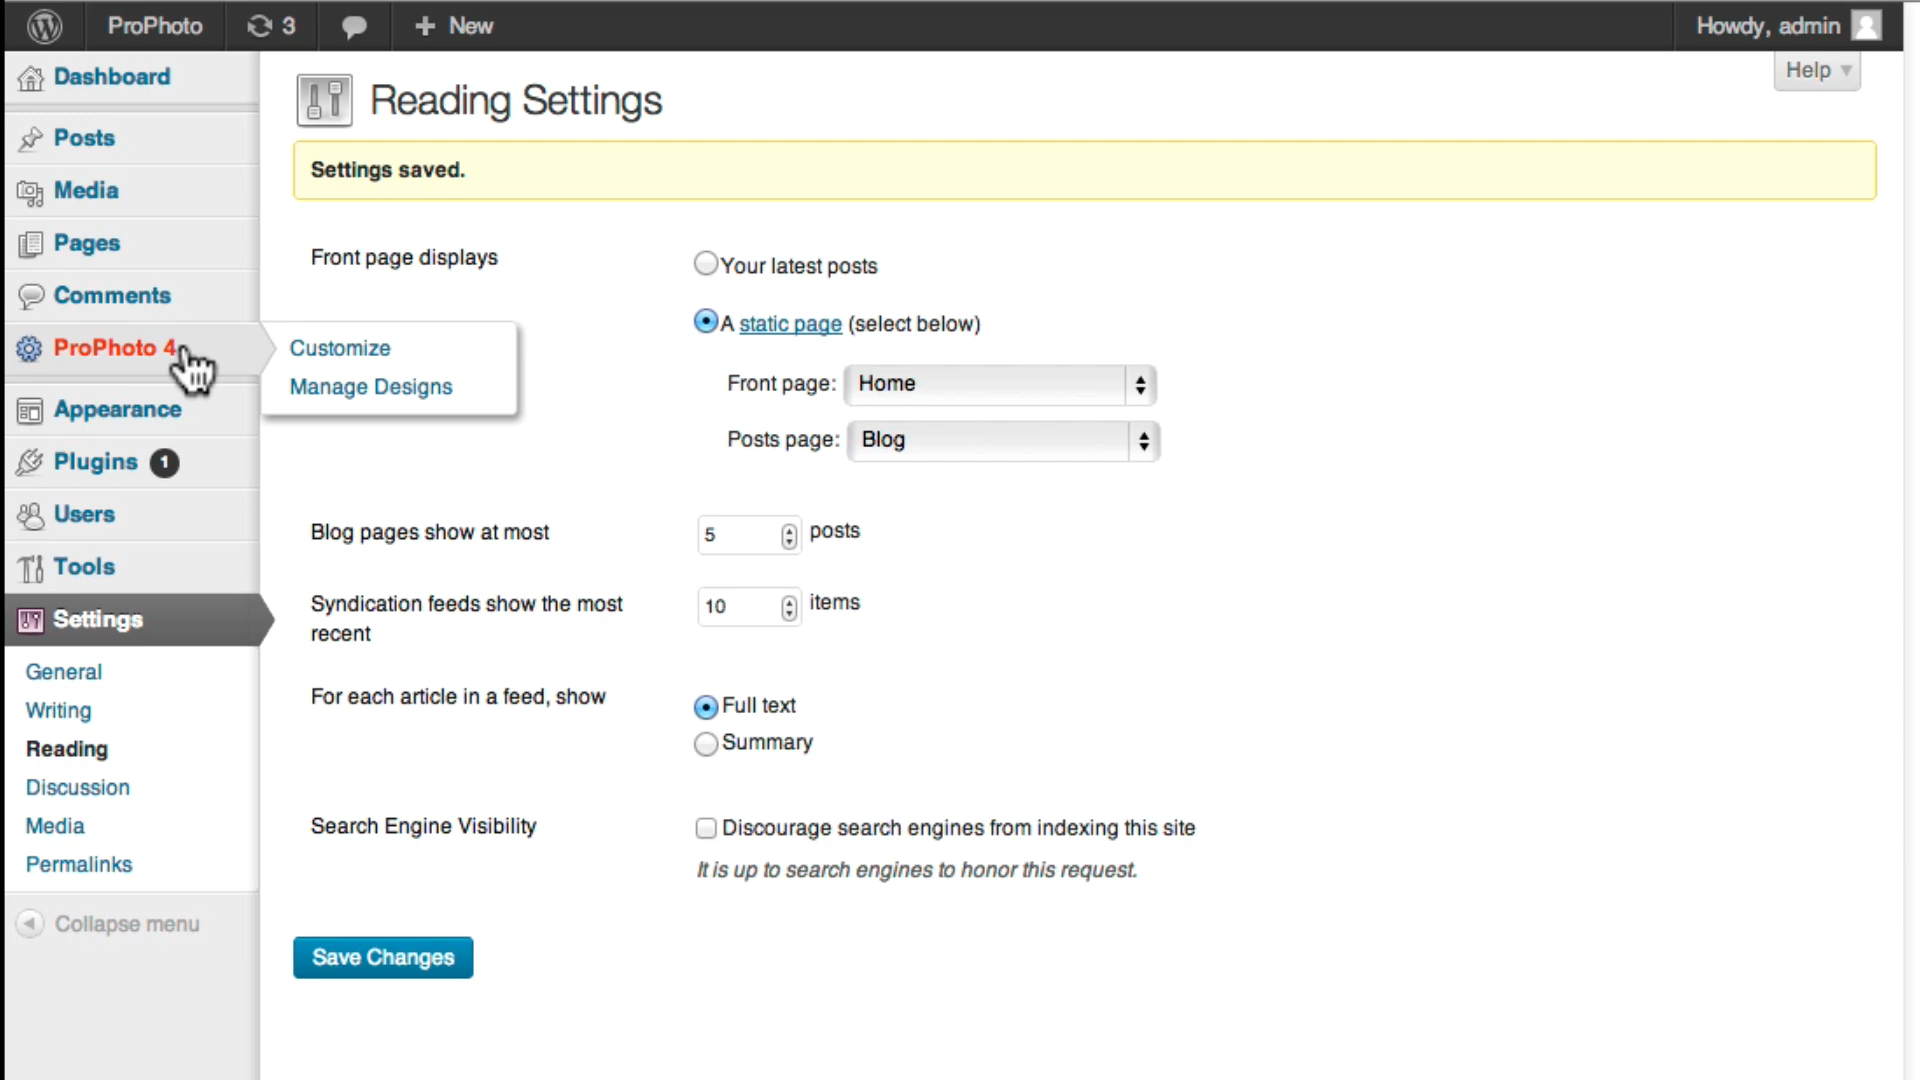 ProPhoto
3
New
Howdy, admin
Help
Dashboard
Posts
Media
Pages
Comments
ProPhoto 4
Customize
Manage Designs
Appearance
Plugins 1
Users
Tools
Settings
General
Writing
Reading
Discussion
Media
Permalinks
Collapse menu
Reading Settings
Settings saved.
Front page displays
Your latest posts
A static page (select below)
Front page: Home
Posts page: Blog
Blog pages show at most
5 posts
Syndication feeds show the most
recent
10 items
For each article in a feed, show
Full text
Summary
Search Engine Visibility
Discourage search engines from indexing this site
It is up to search engines to honor this request.
Save Changes